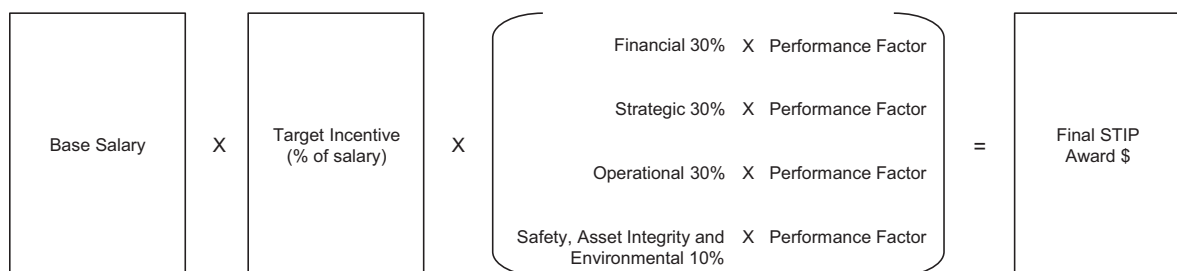 Base Salary
X
Target Incentive
(% of salary)
X
Financial 30% X Performance Factor
Strategic 30% X Performance Factor
Operational 30% X Performance Factor
Safety, Asset Integrity and X Performance Factor
Environmental 10%
=
Final STIP
Award $